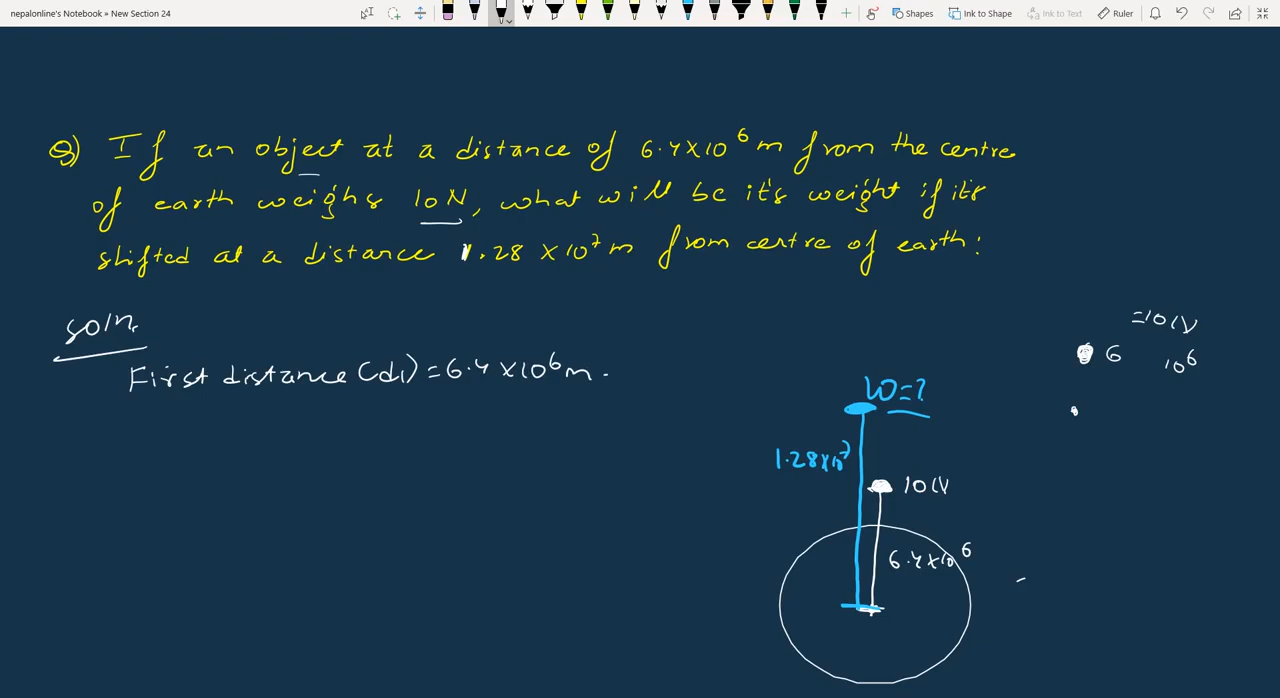 nepalonline's Notebook » New Section 24
Shapes
Ink to Shape
Ink to Text
Ruler
Q) If an object at a distance of 6.4×10⁶ m from the centre
of earth weighs 10N, what will be it's weight if it's
shifted at a distance 1.28 ×10⁷ m from centre of earth:
soln.
First distance (d1) = 6.4 ×10⁶ m.
=10N
6 10⁶
W=?
1.28×10⁷
10N
6.4×10⁶